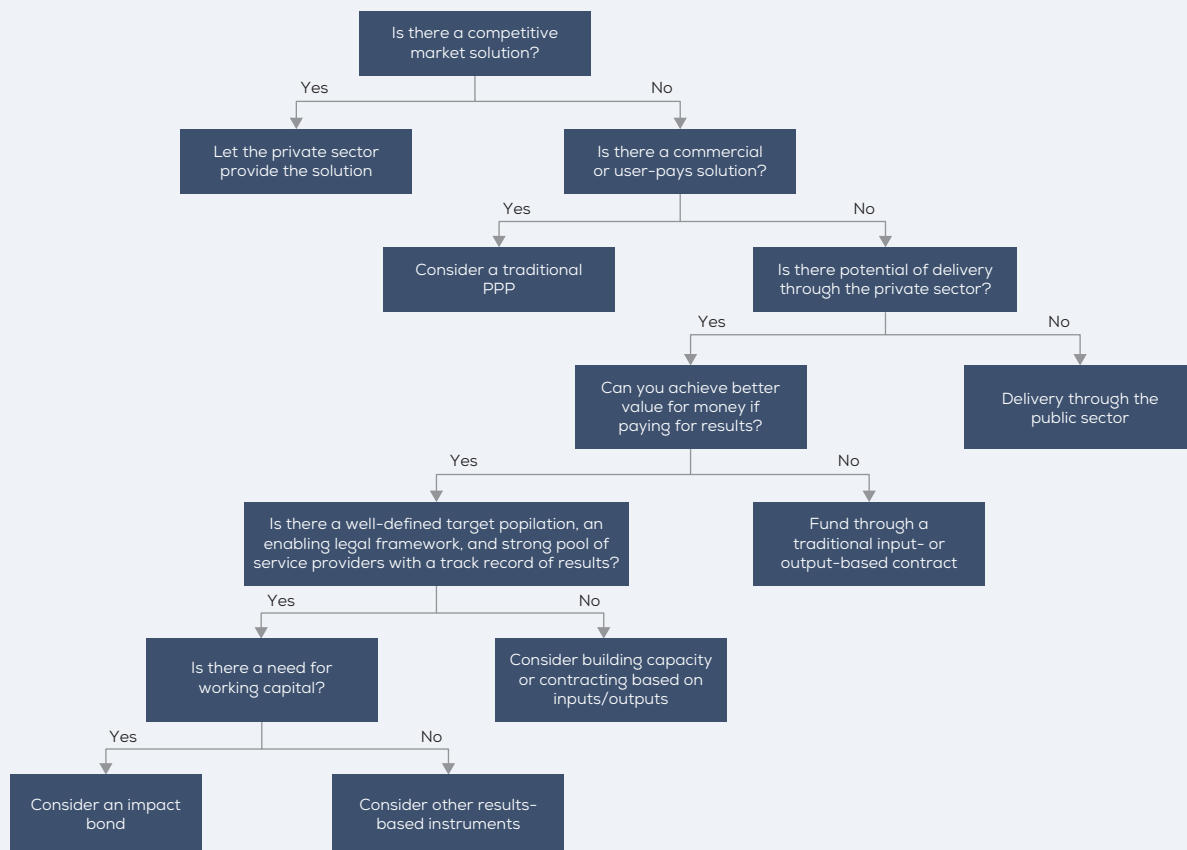 Is there a competitive
market solution?
Yes
No
Let the private sector
provide the solution
Is there a commercial
or user-pays solution?
Yes
No
Consider a traditional
PPP
Is there potential of delivery
through the private sector?
Yes
No
Can you achieve better
value for money if
paying for results?
Delivery through the
public sector
Yes
No
Is there a well-defined target popilation, an
enabling legal framework, and strong pool of
service providers with a track record of results?
Fund through a
traditional input- or
output-based contract
Yes
No
Is there a need for
working capital?
Consider building capacity
or contracting based on
inputs/outputs
Yes
No
Consider an impact
bond
Consider other results-
based instruments